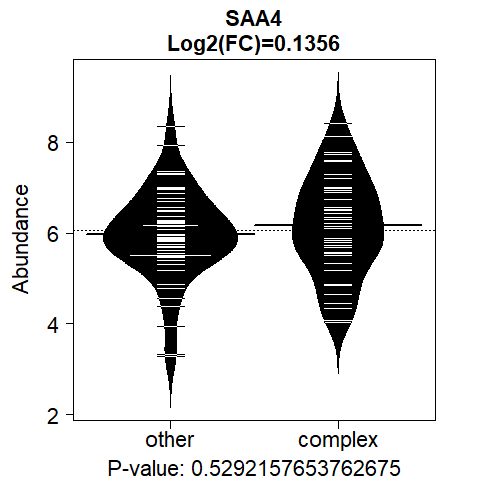 SAA4
Log2(FC)=0.1356
Abundance
8
6
4
2
other complex
P-value: 0.5292157653762675